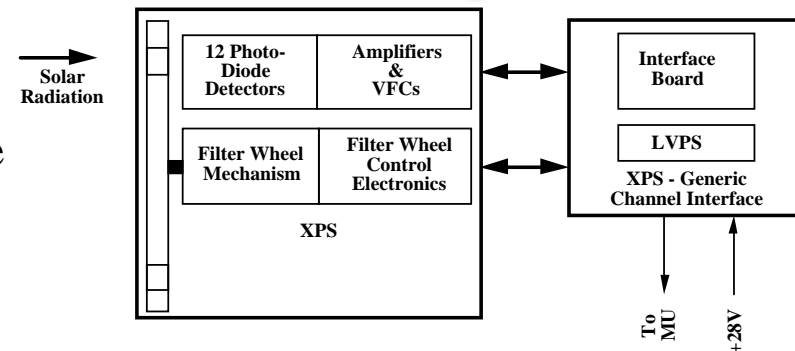 Solar
Radiation
e
12 Photo-
Diode
Detectors
Amplifiers
&
VFCs
Filter Wheel
Mechanism
Filter Wheel
Control
Electronics
XPS
Interface
Board
LVPS
XPS - Generic
Channel Interface
To
MU
+28V